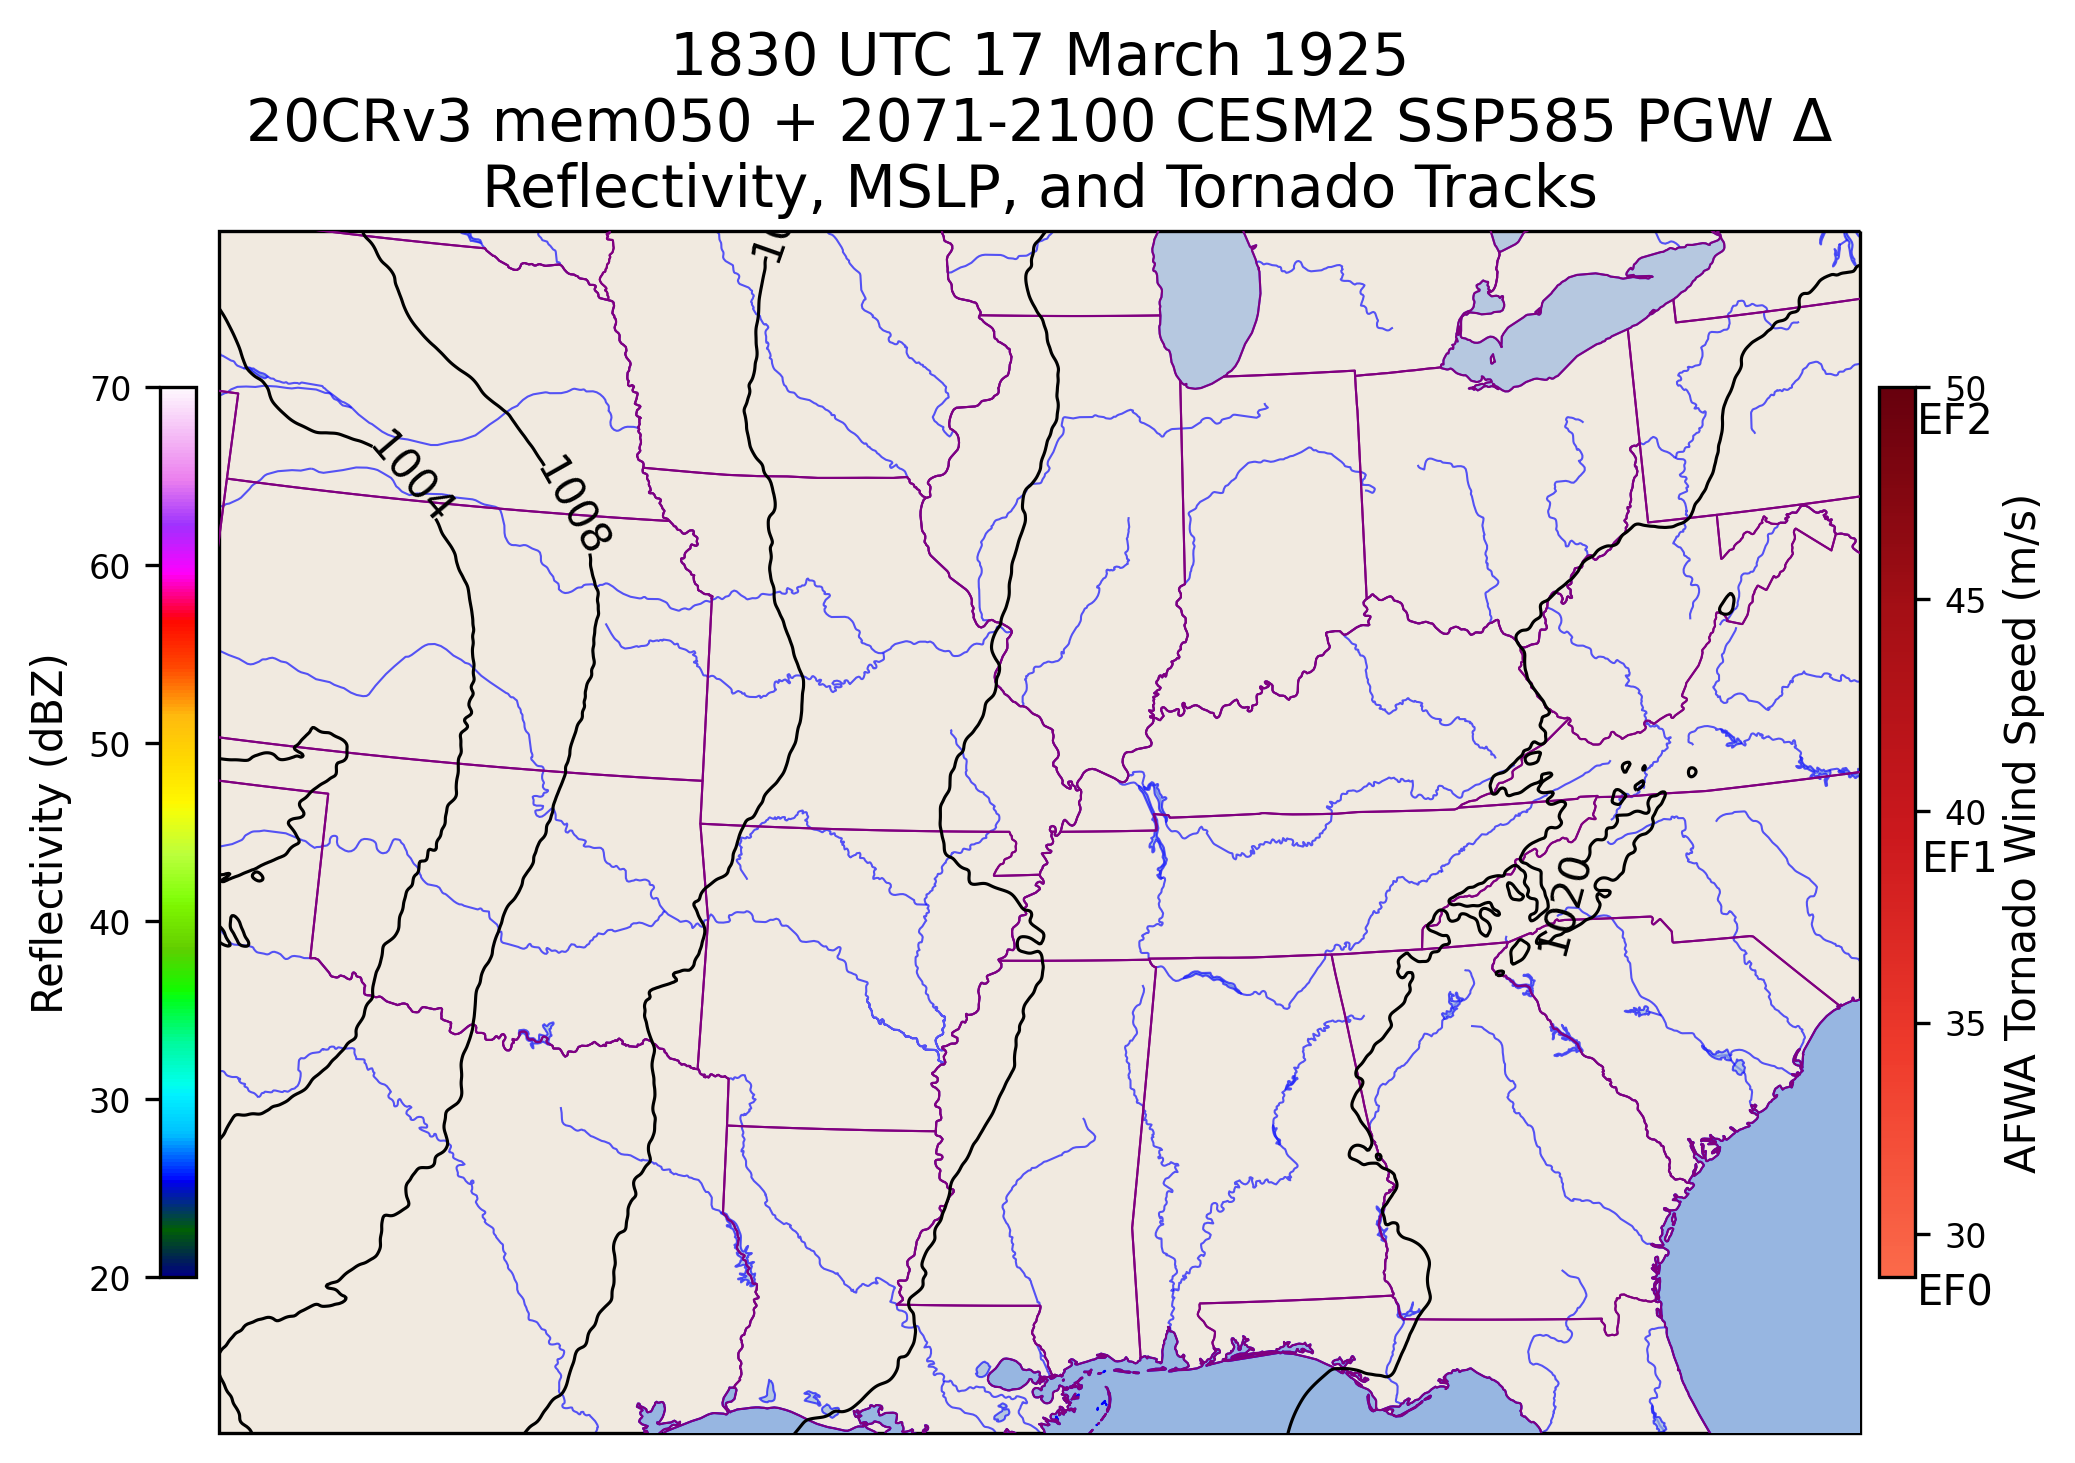 1830 UTC 17 March 1925
20CRv3 mem050 + 2071-2100 CESM2 SSP585 PGW Δ
Reflectivity, MSLP, and Tornado Tracks
70
60
50
40
30
20
Reflectivity (dBZ)
1004
1008
1020
50
EF2
45
40
EF1
35
30
EF0
AFWA Tornado Wind Speed (m/s)